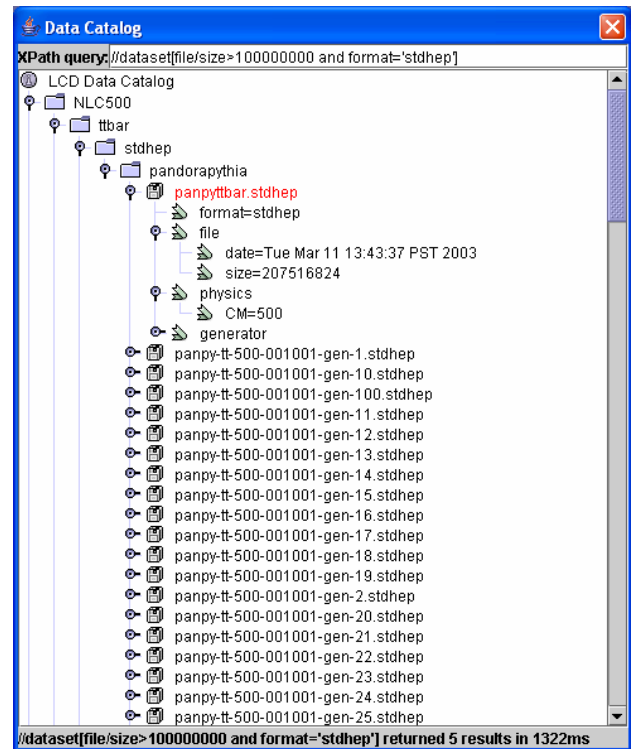 Data Catalog
XPath query: //dataset[file/size>100000000 and format='stdhep']
LCD Data Catalog
NLC500
ttbar
stdhep
pandorapythia
panpyttbar.stdhep
format=stdhep
file
date=Tue Mar 11 13:43:37 PST 2003
size=207516824
physics
CM=500
generator
panpy-tt-500-001001-gen-1.stdhep
panpy-tt-500-001001-gen-10.stdhep
panpy-tt-500-001001-gen-100.stdhep
panpy-tt-500-001001-gen-11.stdhep
panpy-tt-500-001001-gen-12.stdhep
panpy-tt-500-001001-gen-13.stdhep
panpy-tt-500-001001-gen-14.stdhep
panpy-tt-500-001001-gen-15.stdhep
panpy-tt-500-001001-gen-16.stdhep
panpy-tt-500-001001-gen-17.stdhep
panpy-tt-500-001001-gen-18.stdhep
panpy-tt-500-001001-gen-19.stdhep
panpy-tt-500-001001-gen-2.stdhep
panpy-tt-500-001001-gen-20.stdhep
panpy-tt-500-001001-gen-21.stdhep
panpy-tt-500-001001-gen-22.stdhep
panpy-tt-500-001001-gen-23.stdhep
panpy-tt-500-001001-gen-24.stdhep
panpy-tt-500-001001-gen-25.stdhep
//dataset[file/size>100000000 and format='stdhep'] returned 5 results in 1322ms